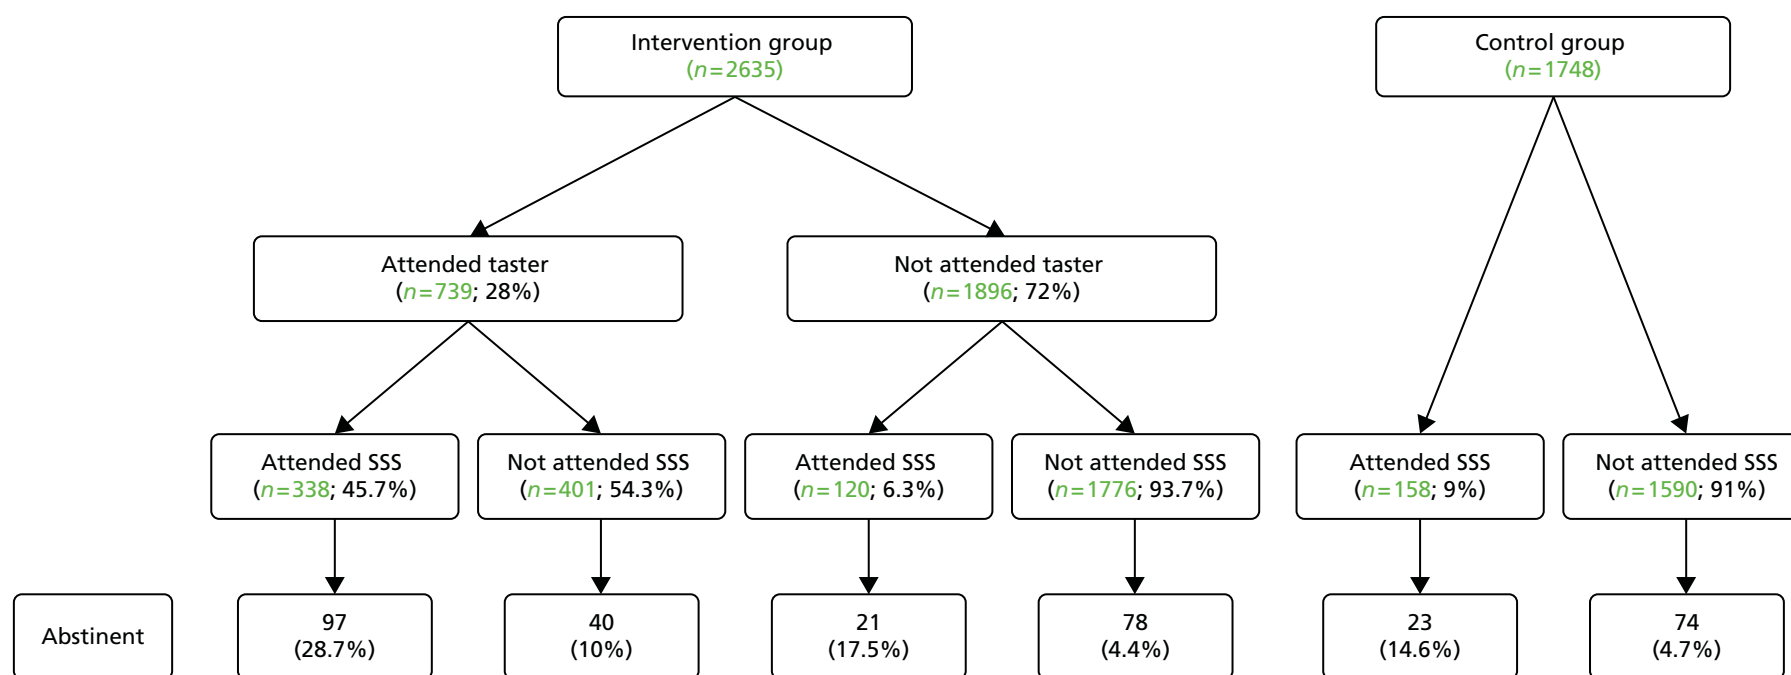 Intervention group
(n=2635)
Control group
(n=1748)
Attended taster
(n=739; 28%)
Not attended taster
(n=1896; 72%)
Attended SSS
(n=338; 45.7%)
Not attended SSS
(n=401; 54.3%)
Attended SSS
(n=120; 6.3%)
Not attended SSS
(n=1776; 93.7%)
Attended SSS
(n=158; 9%)
Not attended SSS
(n=1590; 91%)
Abstinent
97
(28.7%)
40
(10%)
21
(17.5%)
78
(4.4%)
23
(14.6%)
74
(4.7%)